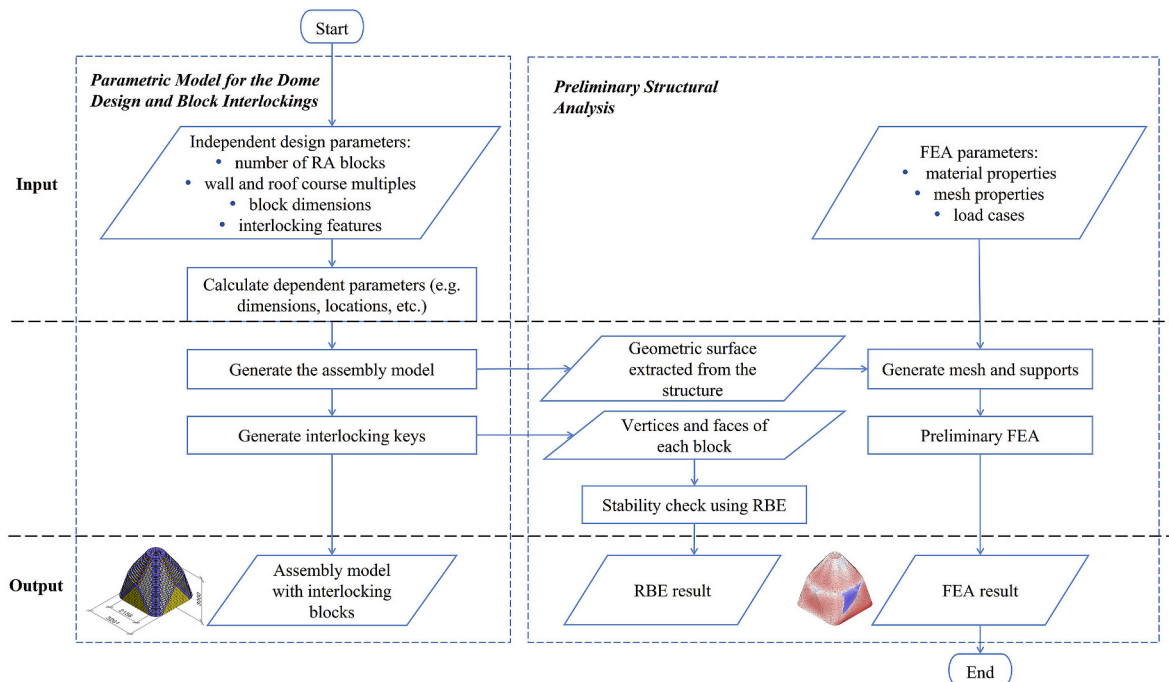 Start
Parametric Model for the Dome
Design and Block Interlockings
Preliminary Structural
Analysis
Input
Independent design parameters:
• number of RA blocks
• wall and roof course multiples
• block dimensions
• interlocking features
FEA parameters:
• material properties
• mesh properties
• load cases
Calculate dependent parameters (e.g.
dimensions, locations, etc.)
Generate the assembly model
Geometric surface
extracted from the
structure
Generate mesh and supports
Generate interlocking keys
Vertices and faces of
each block
Preliminary FEA
Stability check using RBE
Output
Assembly model
with interlocking
blocks
RBE result
FEA result
End